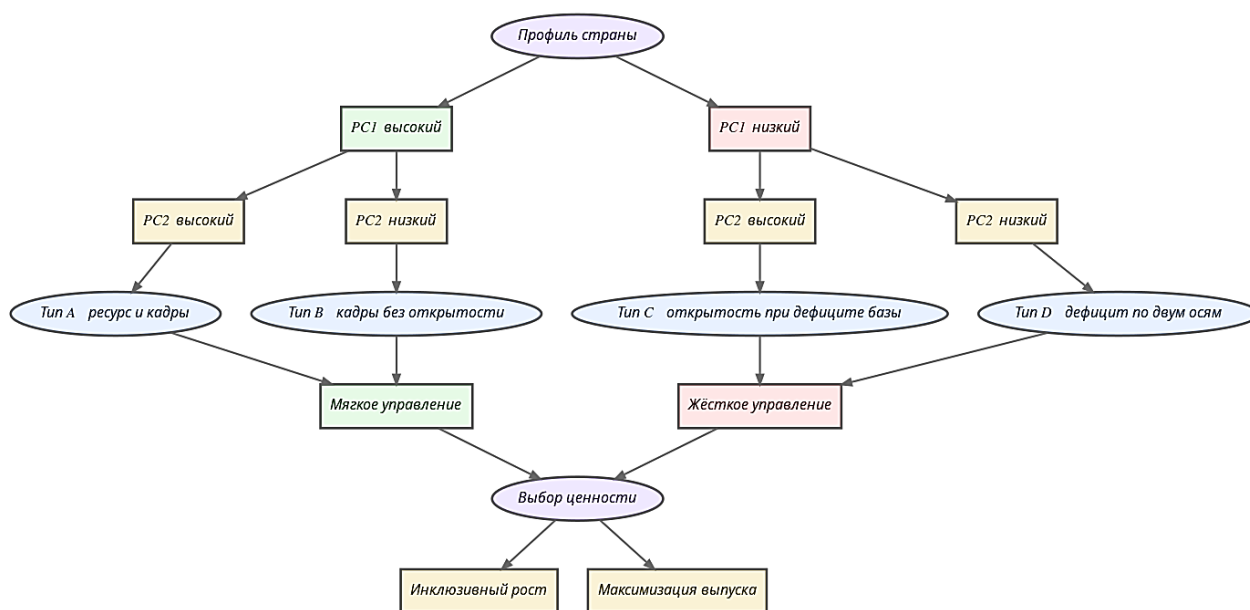 Профиль страны
PC1 высокий
PC1 низкий
PC2 высокий
PC2 низкий
PC2 высокий
PC2 низкий
Тип A ресурс и кадры
Тип B кадры без открытости
Тип C открытость при дефиците базы
Тип D дефицит по двум осям
Мягкое управление
Жёсткое управление
Выбор ценности
Инклюзивный рост
Максимизация выпуска